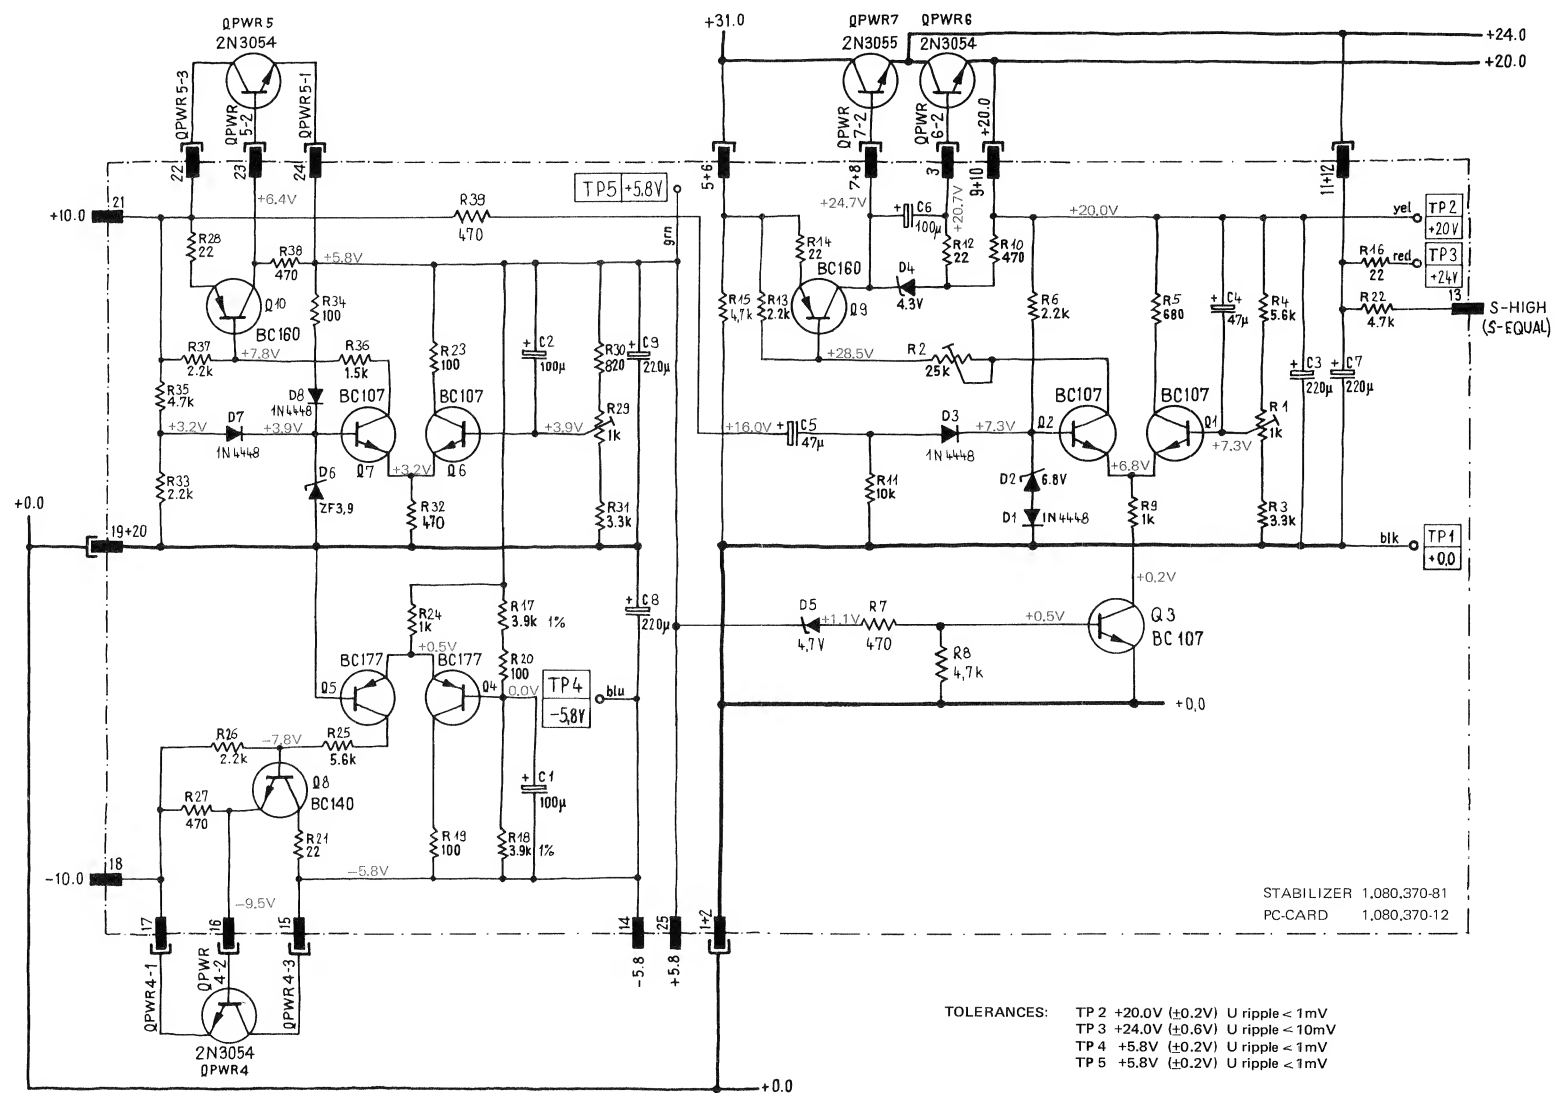 QPWR 5
2N3054
QPWR5-3
QPWR
5-2
QPWR5-1
22
23
24
+31.0
QPWR7
QPWR6
2N3055
2N3054
+24.0
+20.0
QPWR
7-2
QPWR
6-2
+20.0
5+6
7+8
3
9+10
11+12
+10.0
21
+6.4V
R28
22
R38
470
+5.8V
R39
470
TP5
+5.8V
grn
R34
100
Q10
BC160
+7.8V
R37
2.2k
R36
1.5k
R35
4.7k
D8
1N4448
BC107
BC107
R23
100
+
C2
100µ
R30
820
+
C9
220µ
R29
1k
+3.2V
D7
1N4448
+3.9V
+3.9V
Q7
Q6
+3.2V
D6
ZF3,9
R33
2.2k
R32
470
R31
3.3k
+0.0
19+20
+24.7V
+
C6
100µ
+20.7V
+20.0V
R14
22
BC160
R12
22
R10
470
D4
4.3V
Q9
R15
4,7k
R13
2.2k
+28.5V
R2
25k
R6
2.2k
R5
680
+
C4
47µ
R4
5.6k
+
C3
220µ
+
C7
220µ
yel
TP2
+20V
R16
22
red
TP3
+24V
R22
4.7k
13
S-HIGH
(S-EQUAL)
BC107
BC107
+16.0V
+
C5
47µ
D3
1N4448
+7.3V
Q2
Q1
+7.3V
R1
1k
+6.8V
D2
6.8V
R11
10k
D1
1N4448
R9
1k
R3
3.3k
blk
TP1
+0.0
+0.2V
R24
1k
R17
3.9k 1%
+
C8
220µ
+0.5V
BC177
BC177
R20
100
Q5
Q4
0.0V
TP4
-5.8V
blu
D5
4,7V
+1.1V
R7
470
+0.5V
Q3
BC107
R8
4,7k
+0,0
R26
2.2k
-7.8V
R25
5.6k
Q8
BC140
R27
470
R21
22
R19
100
+
C1
100µ
R18
3.9k 1%
-10.0
18
-5.8V
-9.5V
17
16
15
14
25
1+2
-5.8
+5.8
QPWR4-1
QPWR
4-2
QPWR4-3
2N3054
QPWR4
+0.0
STABILIZER 1.080.370-81
PC-CARD 1.080.370-12
TOLERANCES: TP 2 +20.0V (±0.2V) U ripple < 1mV
TP 3 +24.0V (±0.6V) U ripple < 10mV
TP 4 +5.8V (±0.2V) U ripple < 1mV
TP 5 +5.8V (±0.2V) U ripple < 1mV